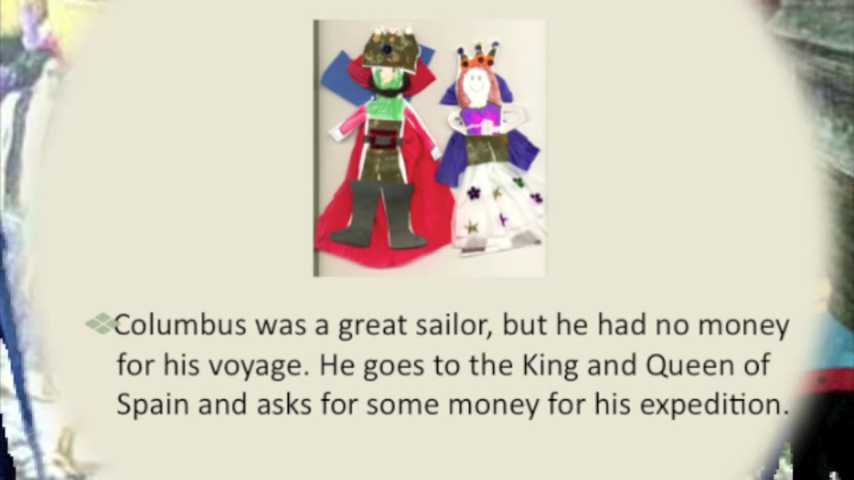 Columbus was a great sailor, but he had no money
for his voyage. He goes to the King and Queen of
Spain and asks for some money for his expedition.